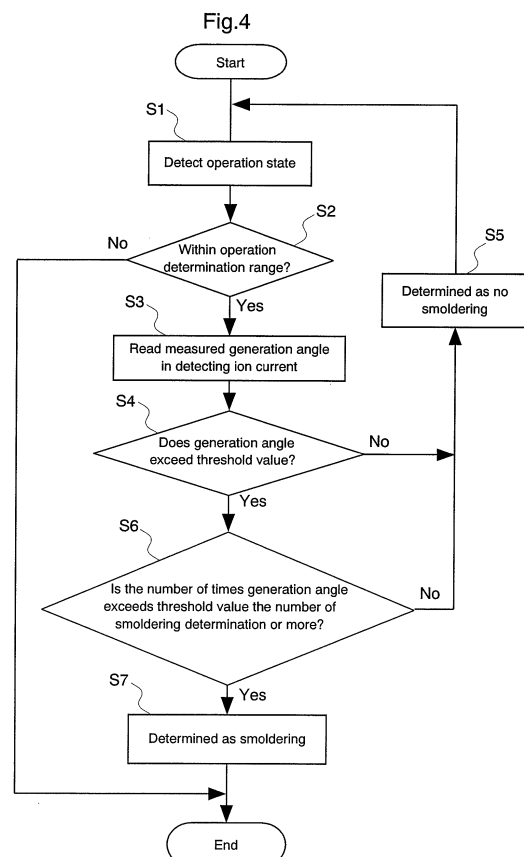 Fig.4
Start
S1
Detect operation state
S2
No
Within operation
determination range?
S5
Yes
S3
Determined as no
smoldering
Read measured generation angle
in detecting ion current
S4
No
Does generation angle
exceed threshold value?
Yes
S6
Is the number of times generation angle
exceeds threshold value the number of
smoldering determination or more?
No
Yes
S7
Determined as smoldering
End